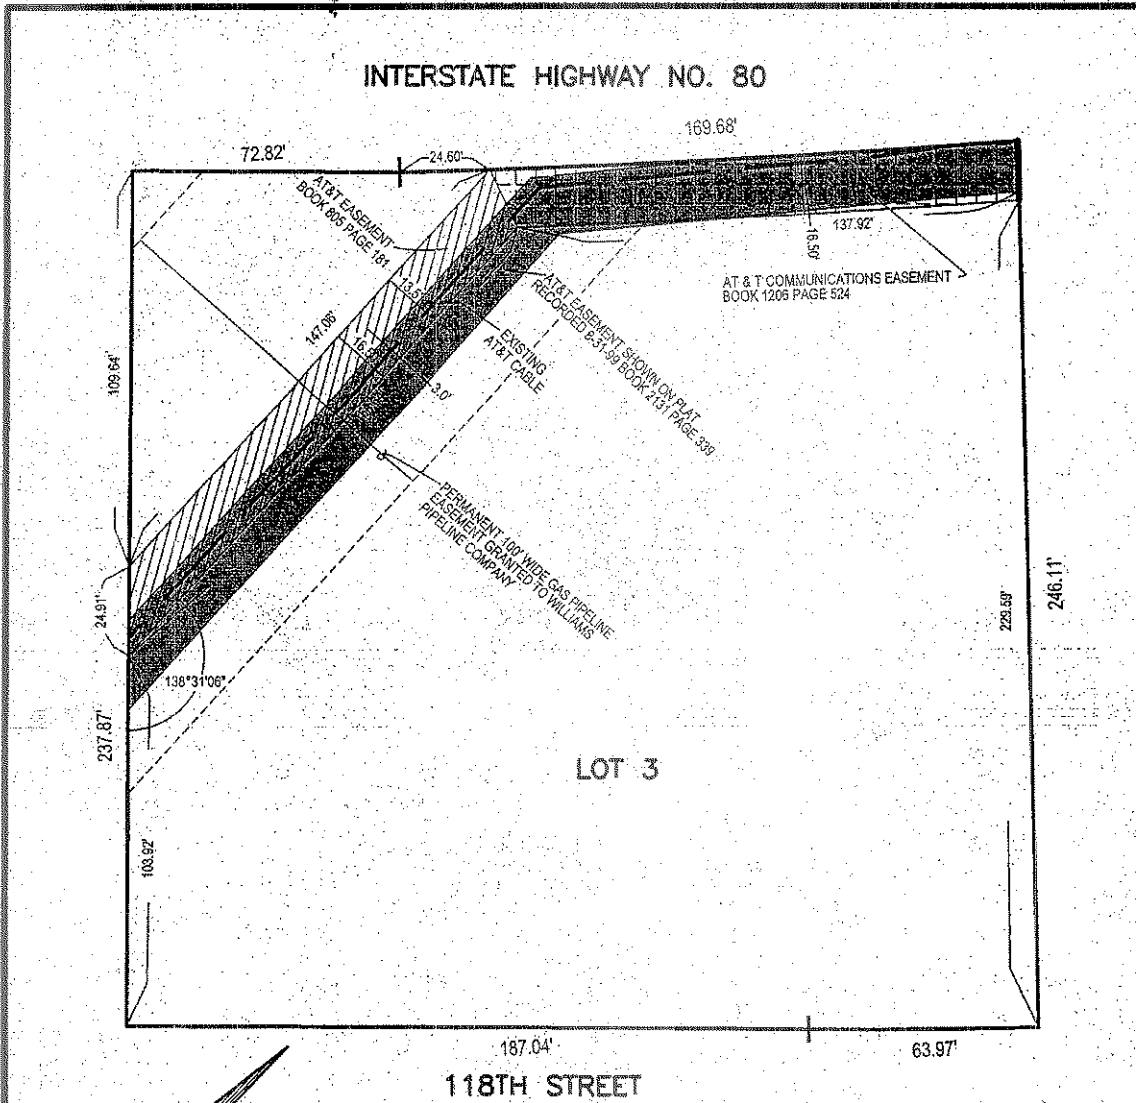 INTERSTATE HIGHWAY NO. 80
169.68'
72.82'
24.60'
AT&T EASEMENT
BOOK 806 PAGE 181
137.92'
16.50'
AT & T COMMUNICATIONS EASEMENT
BOOK 1206 PAGE 524
AT&T EASEMENT SHOWN ON PLAT
RECORDED 8-31-99 BOOK 2131 PAGE 339
147.06'
EXISTING
AT&T CABLE
3.0'
109.64'
PERMANENT 100' WIDE GAS PIPELINE
EASEMENT GRANTED TO WILLIAMS
PIPELINE COMPANY
24.91'
138°31'06"
229.59'
246.11'
237.87'
LOT 3
103.92'
187.04'
63.97'
118TH STREET